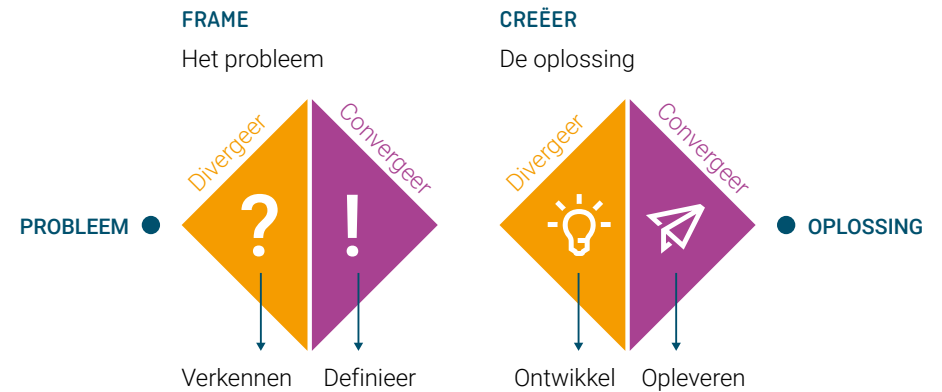 FRAME
Het probleem
CREËER
De oplossing
Divergeer
Convergeer
Divergeer
Convergeer
?
!
PROBLEEM
OPLOSSING
Verkennen
Definieer
Ontwikkel
Opleveren